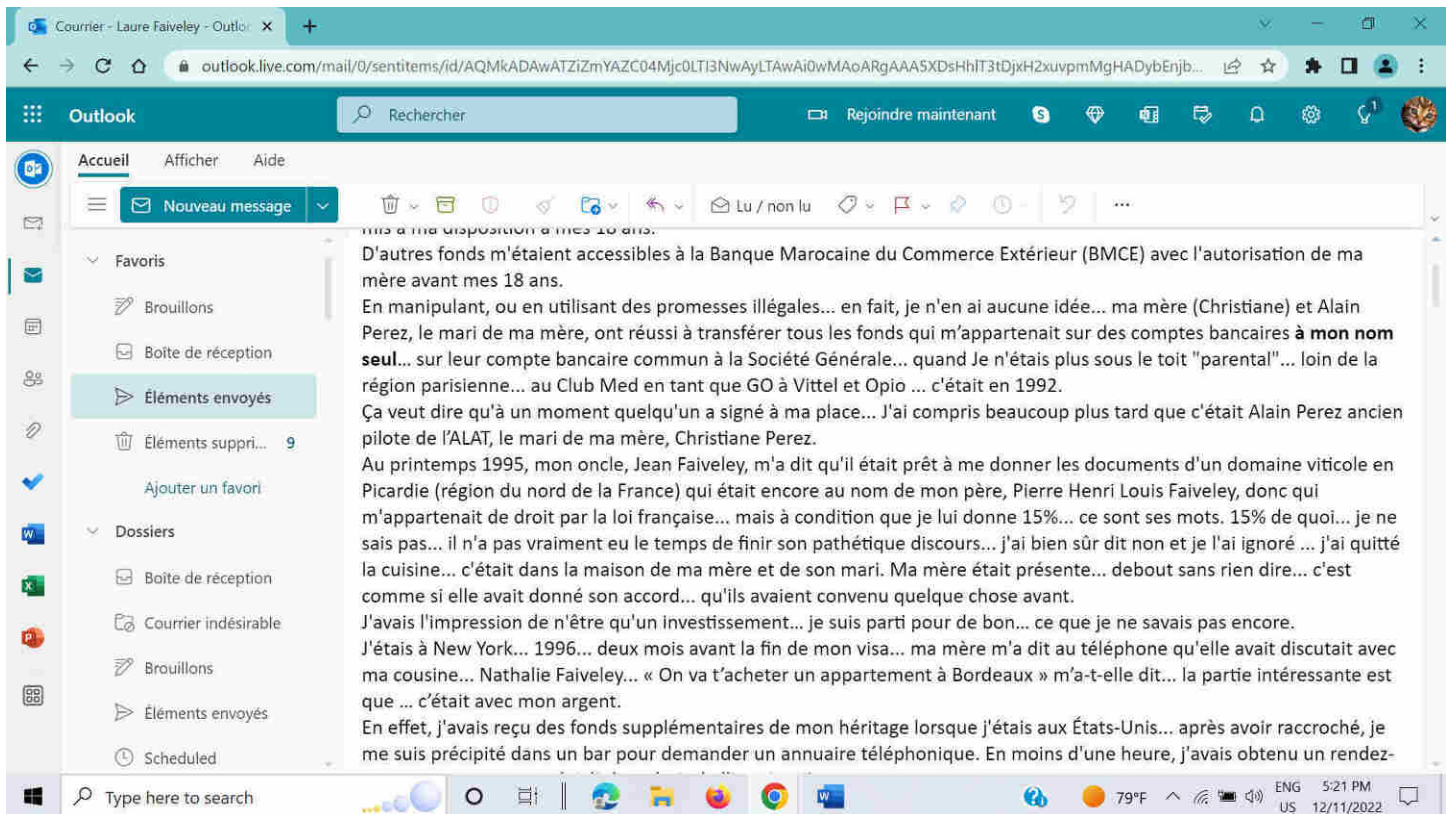 Courrier - Laure Faiveley - Outlo
outlook.live.com/mail/0/sentitems/id/AQMkADAwATZiZmYAZC04Mjc0LTI3NwAyLTAwAi0wMAoARgAAA5XDsHhlT3tDjxH2xuvpmMgHADybEnjb...
Outlook
Rechercher
Rejoindre maintenant
1
Accueil Afficher Aide
Nouveau message
Lu / non lu
Favoris
Brouillons
Boîte de réception
Éléments envoyés
Éléments suppri... 9
Ajouter un favori
Dossiers
Boîte de réception
Courrier indésirable
Brouillons
Éléments envoyés
Scheduled
mis à ma disposition à mes 18 ans.
D'autres fonds m'étaient accessibles à la Banque Marocaine du Commerce Extérieur (BMCE) avec l'autorisation de ma
mère avant mes 18 ans.
En manipulant, ou en utilisant des promesses illégales... en fait, je n'en ai aucune idée... ma mère (Christiane) et Alain
Perez, le mari de ma mère, ont réussi à transférer tous les fonds qui m'appartenait sur des comptes bancaires à mon nom
seul... sur leur compte bancaire commun à la Société Générale... quand Je n'étais plus sous le toit "parental"... loin de la
région parisienne... au Club Med en tant que GO à Vittel et Opio ... c'était en 1992.
Ça veut dire qu'à un moment quelqu'un a signé à ma place... J'ai compris beaucoup plus tard que c'était Alain Perez ancien
pilote de l'ALAT, le mari de ma mère, Christiane Perez.
Au printemps 1995, mon oncle, Jean Faiveley, m'a dit qu'il était prêt à me donner les documents d'un domaine viticole en
Picardie (région du nord de la France) qui était encore au nom de mon père, Pierre Henri Louis Faiveley, donc qui
m'appartenait de droit par la loi française... mais à condition que je lui donne 15%... ce sont ses mots. 15% de quoi... je ne
sais pas... il n'a pas vraiment eu le temps de finir son pathétique discours... j'ai bien sûr dit non et je l'ai ignoré ... j'ai quitté
la cuisine... c'était dans la maison de ma mère et de son mari. Ma mère était présente... debout sans rien dire... c'est
comme si elle avait donné son accord... qu'ils avaient convenu quelque chose avant.
J'avais l'impression de n'être qu'un investissement... je suis parti pour de bon... ce que je ne savais pas encore.
J'étais à New York... 1996... deux mois avant la fin de mon visa... ma mère m'a dit au téléphone qu'elle avait discutait avec
ma cousine... Nathalie Faiveley... « On va t'acheter un appartement à Bordeaux » m'a-t-elle dit... la partie intéressante est
que ... c'était avec mon argent.
En effet, j'avais reçu des fonds supplémentaires de mon héritage lorsque j'étais aux États-Unis... après avoir raccroché, je
me suis précipité dans un bar pour demander un annuaire téléphonique. En moins d'une heure, j'avais obtenu un rendez-
Type here to search
79°F
ENG
US
5:21 PM
12/11/2022